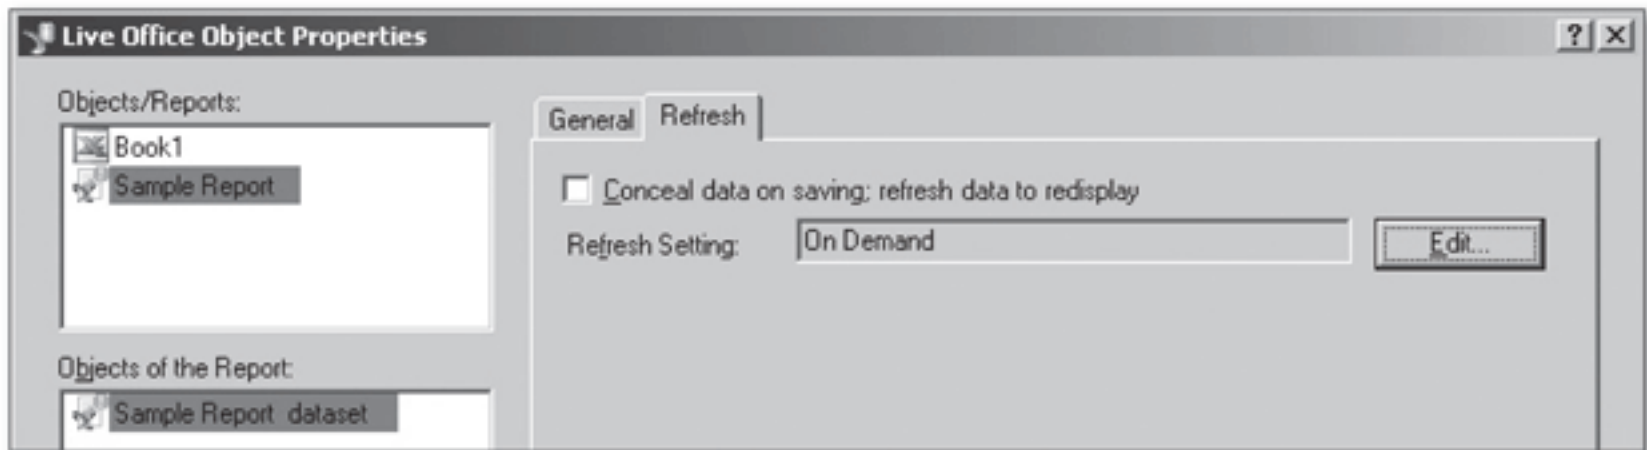 Live Office Object Properties
Objects/Reports:
Book1
Sample Report
General Refresh
Conceal data on saving; refresh data to redisplay
Refresh Setting: On Demand Edit...
Objects of the Report:
Sample Report dataset